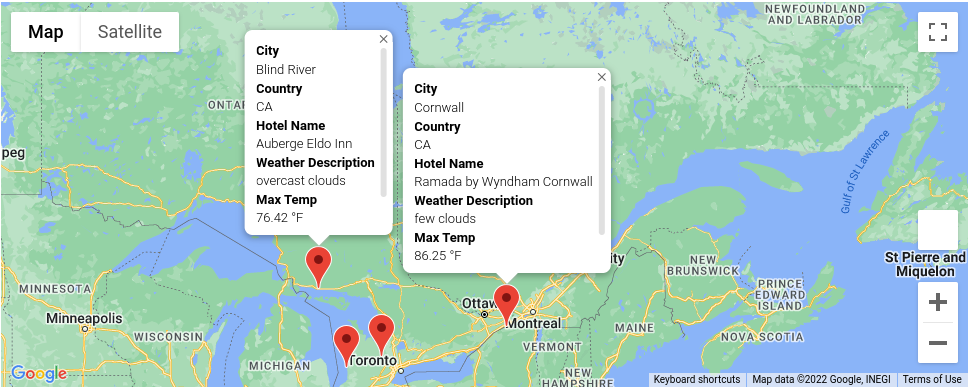 Map
Satellite
NEWFOUNDLAND
AND LABRADOR
City
Blind River
Country
CA
Hotel Name
Auberge Eldo Inn
Weather Description
overcast clouds
Max Temp
76.42 °F
City
Cornwall
Country
CA
Hotel Name
Ramada by Wyndham Cornwall
Weather Description
few clouds
Max Temp
86.25 °F
ONTAR
peg
Gulf of St Lawrence
ity
NEW
BRUNSWICK
St Pierre and
Miquelon
PRINCE
EDWARD
ISLAND
MINNESOTA
Minneapolis
WISCONSIN
MICHIGAN
Toronto
Ottaw
Montreal
VERMONT
MAINE
NOVA SCOTIA
NEW
HAMPSHIRE
Google
Keyboard shortcuts
Map data ©2022 Google, INEGI
Terms of Use